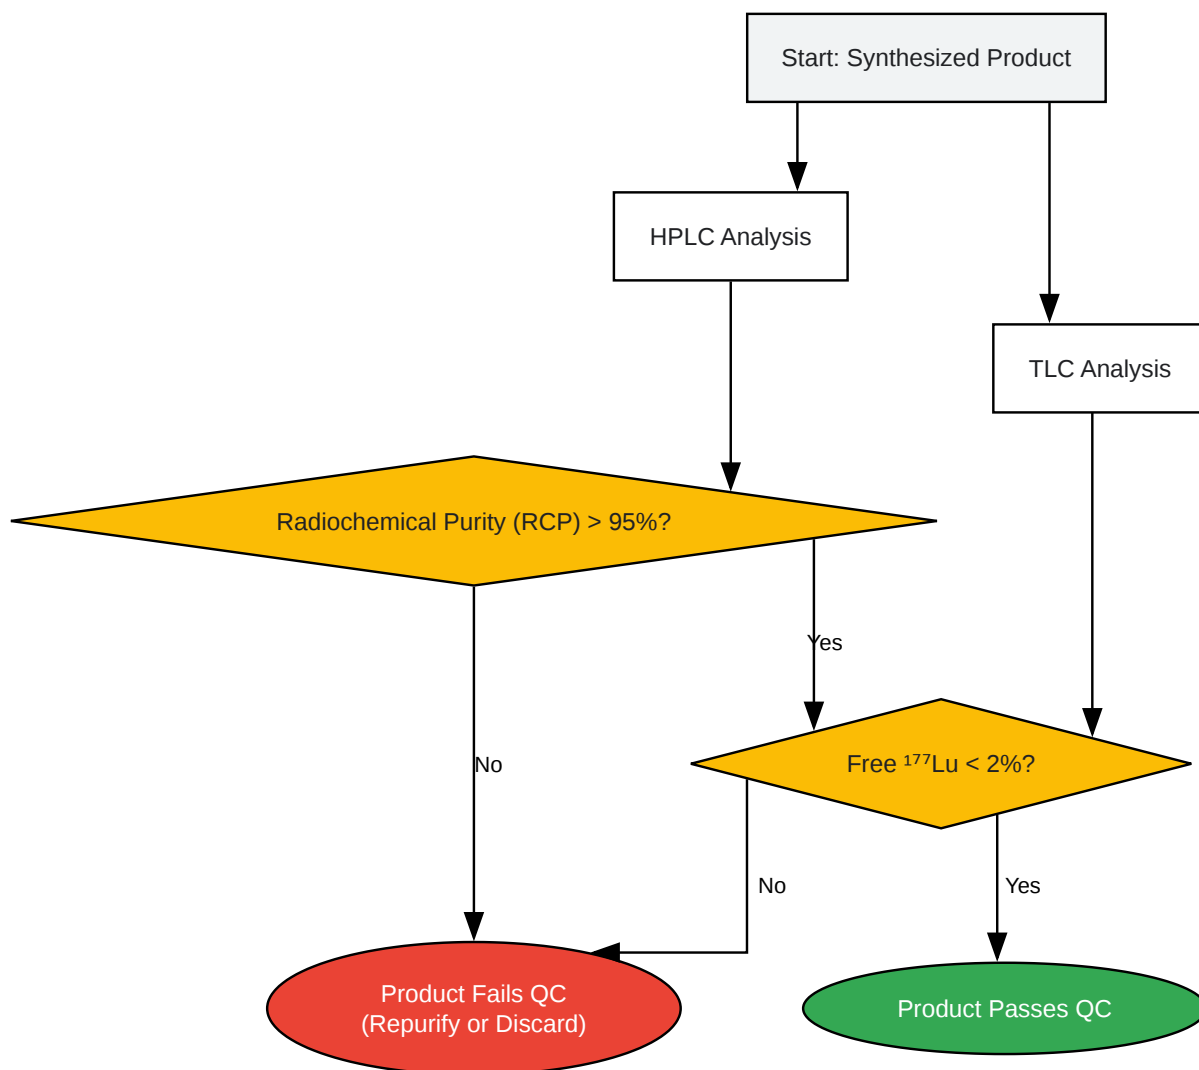 Start: Synthesized Product
HPLC Analysis
TLC Analysis
Radiochemical Purity (RCP) > 95%?
Yes
Free ¹⁷⁷Lu < 2%?
No
No
Yes
Product Fails QC
(Repurify or Discard)
Product Passes QC